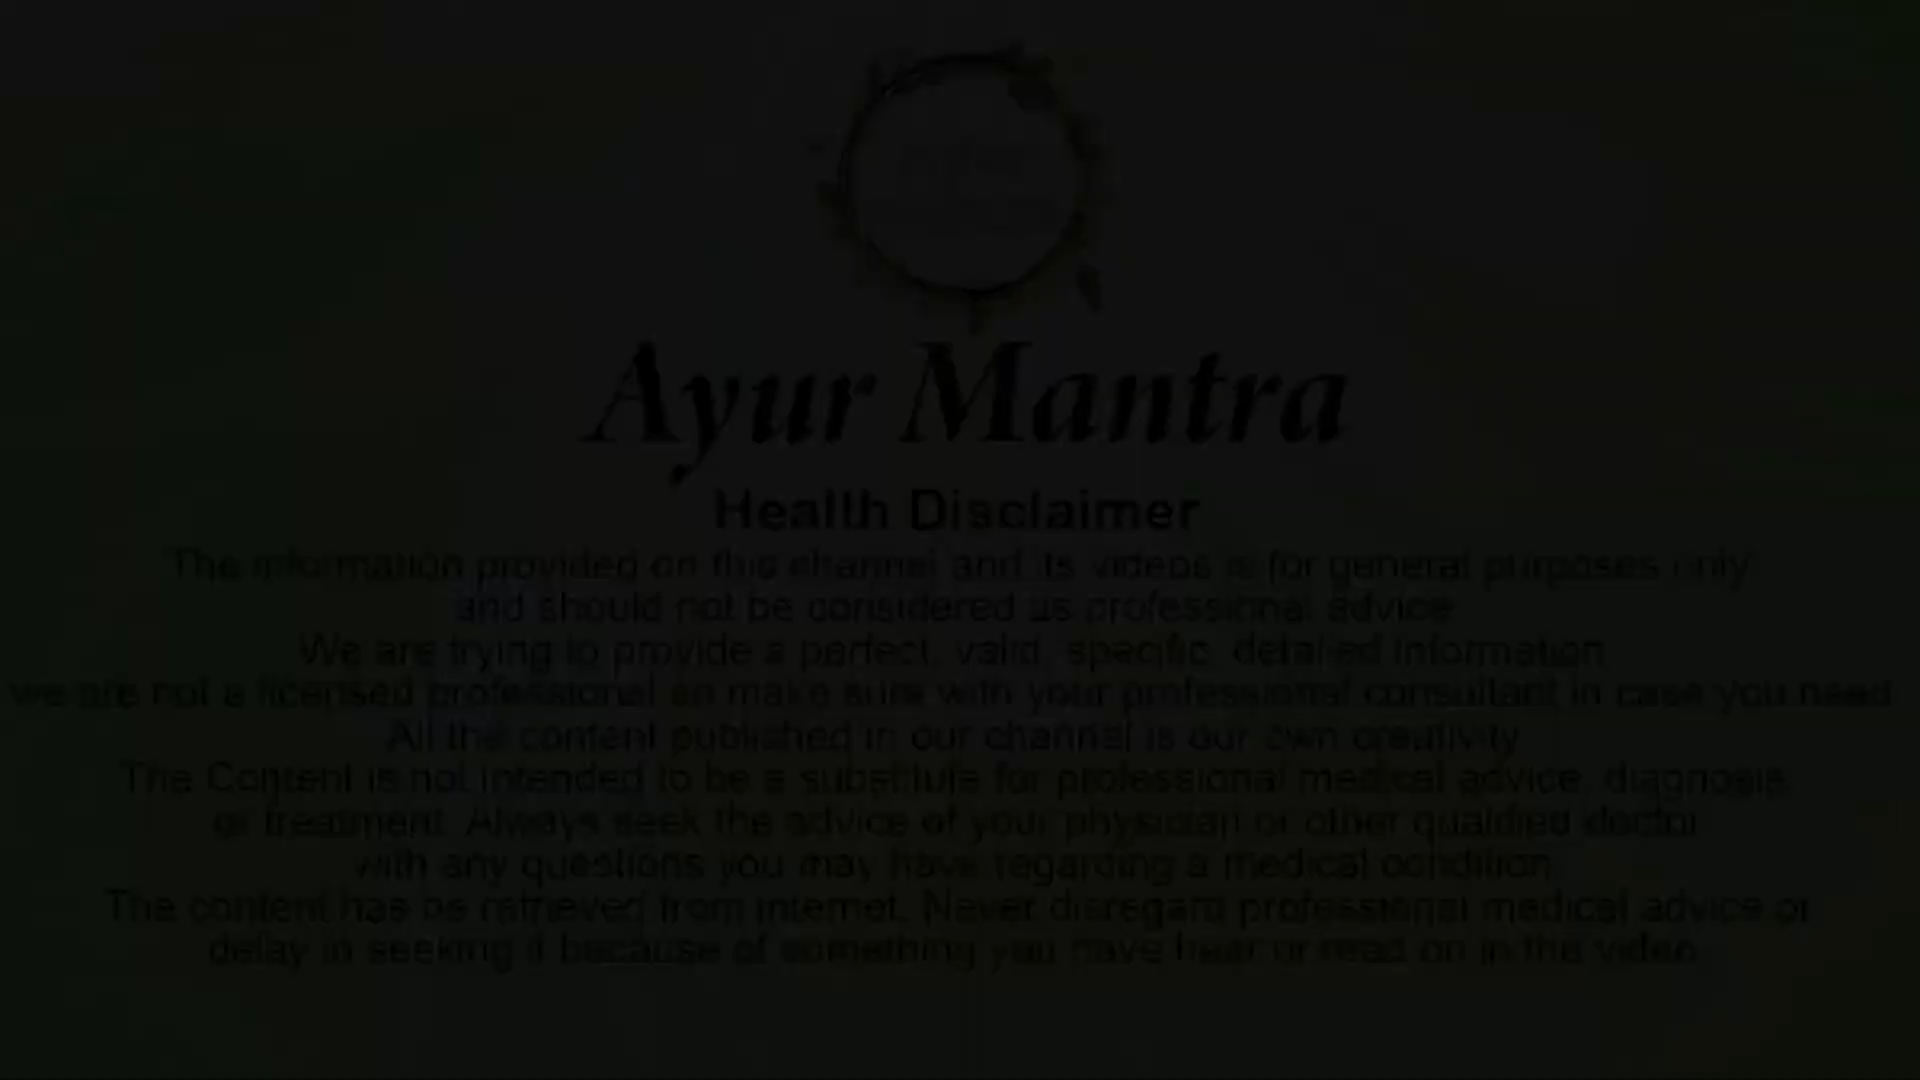 Ayur Mantra
Health Disclaimer
The information provided on this channel and its videos is for general purposes only
and should not be considered as professional advice
We are trying to provide a perfect, valid, specific, detailed information
we are not a licensed professional so make sure with your professional consultant in case you need
All the content published in our channel is our own creativity
The Content is not intended to be a substitute for professional medical advice, diagnosis
or treatment. Always seek the advice of your physician or other qualified doctor
with any questions you may have regarding a medical condition.
The content has be retrieved from internet. Never disregard professional medical advice or
delay in seeking it because of something you have hear or read on in the video